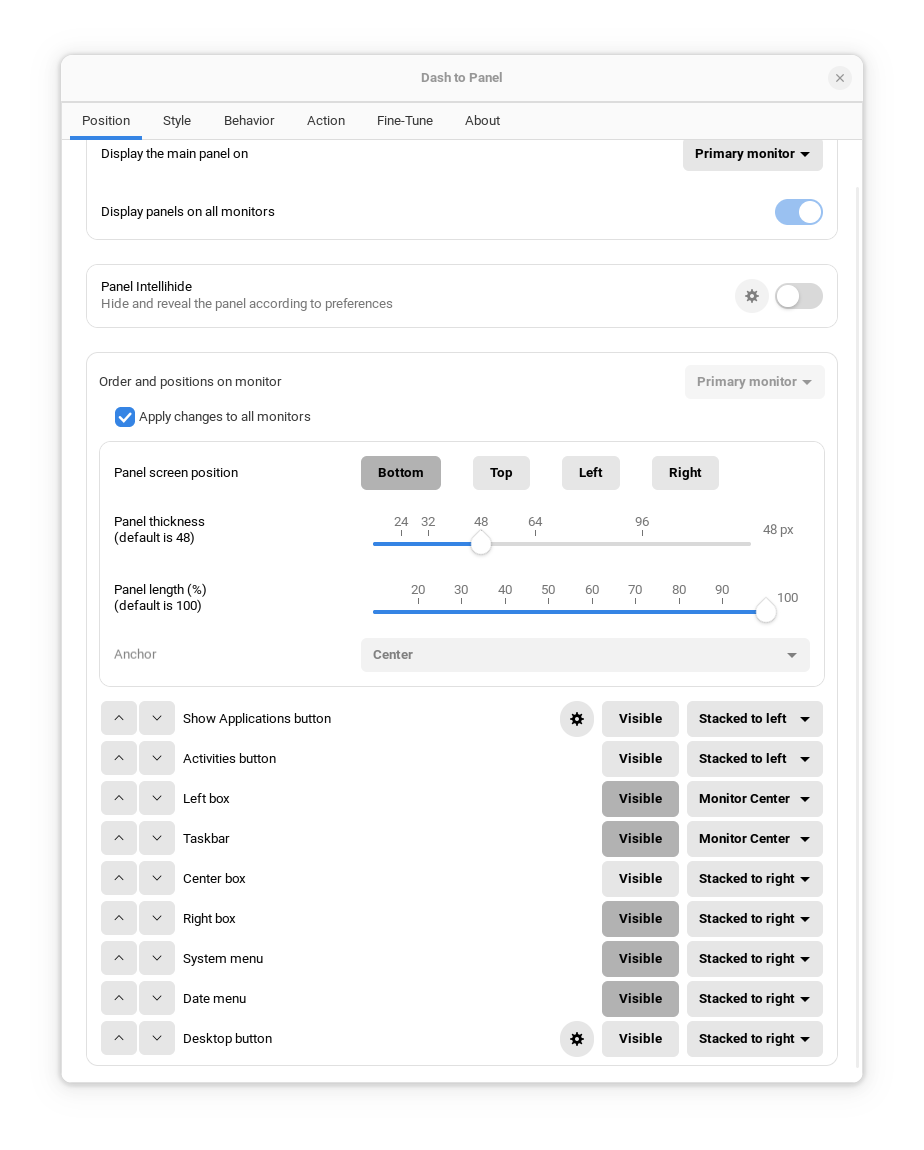 Dash to Panel
Position Style Behavior Action Fine-Tune About
Display the main panel on Primary monitor
Display panels on all monitors
Panel Intellihide
Hide and reveal the panel according to preferences
Order and positions on monitor Primary monitor
Apply changes to all monitors
Panel screen position Bottom Top Left Right
Panel thickness
(default is 48)
24 32 48 64 96
48 px
Panel length (%)
(default is 100)
20 30 40 50 60 70 80 90
100
Anchor Center
Show Applications button Visible Stacked to left
Activities button Visible Stacked to left
Left box Visible Monitor Center
Taskbar Visible Monitor Center
Center box Visible Stacked to right
Right box Visible Stacked to right
System menu Visible Stacked to right
Date menu Visible Stacked to right
Desktop button Visible Stacked to right